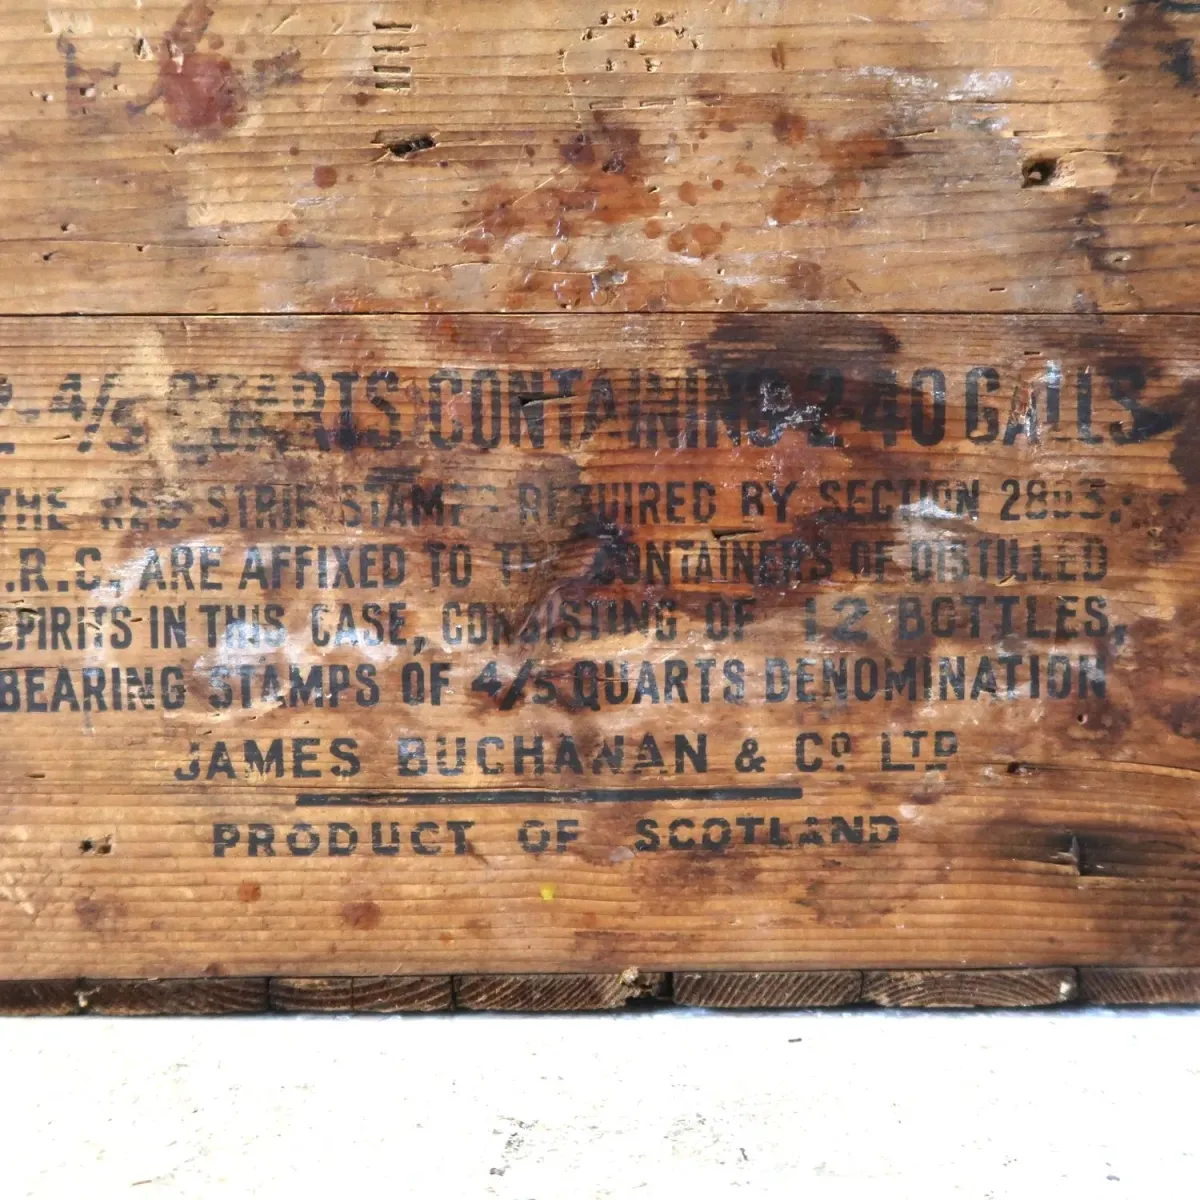 2-4/5 QUARTS CONTAINING 2·40 GALLS
THE RED STRIP STAMPS REQUIRED BY SECTION 2803,
.R.C. ARE AFFIXED TO THE CONTAINERS OF DISTILLED
SPIRITS IN THIS CASE, CONSISTING OF 12 BOTTLES,
BEARING STAMPS OF 4/5 QUARTS DENOMINATION
JAMES BUCHANAN & Cº LTD
PRODUCT OF SCOTLAND